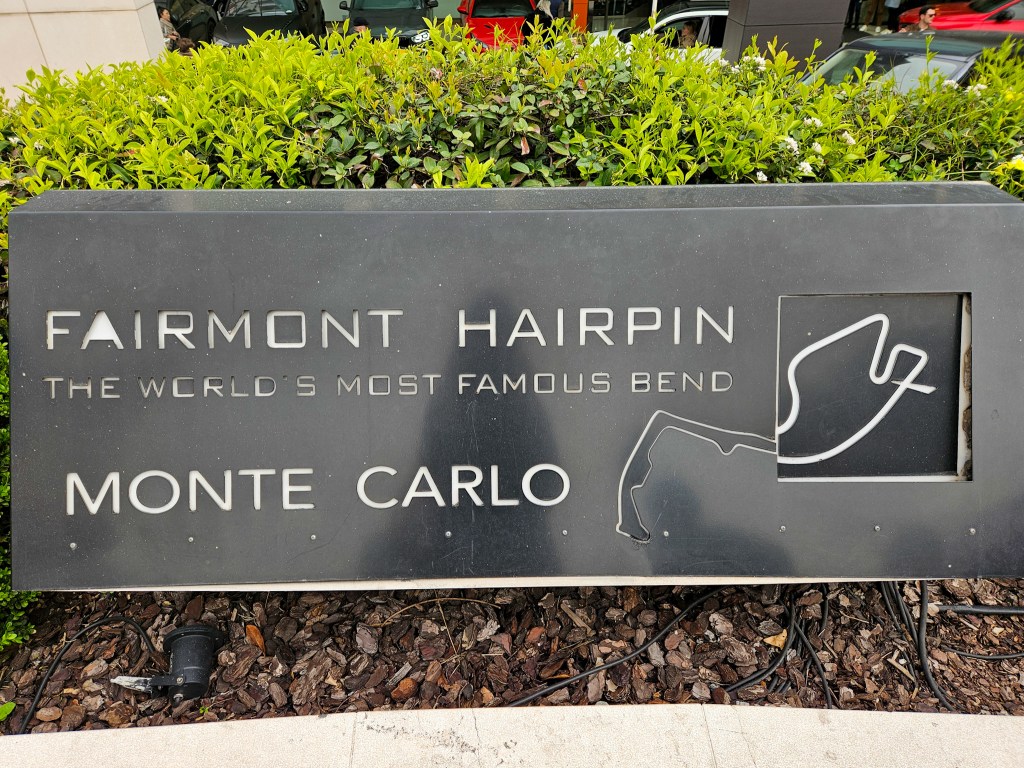 FAIRMONT HAIRPIN
THE WORLD'S MOST FAMOUS BEND
MONTE CARLO